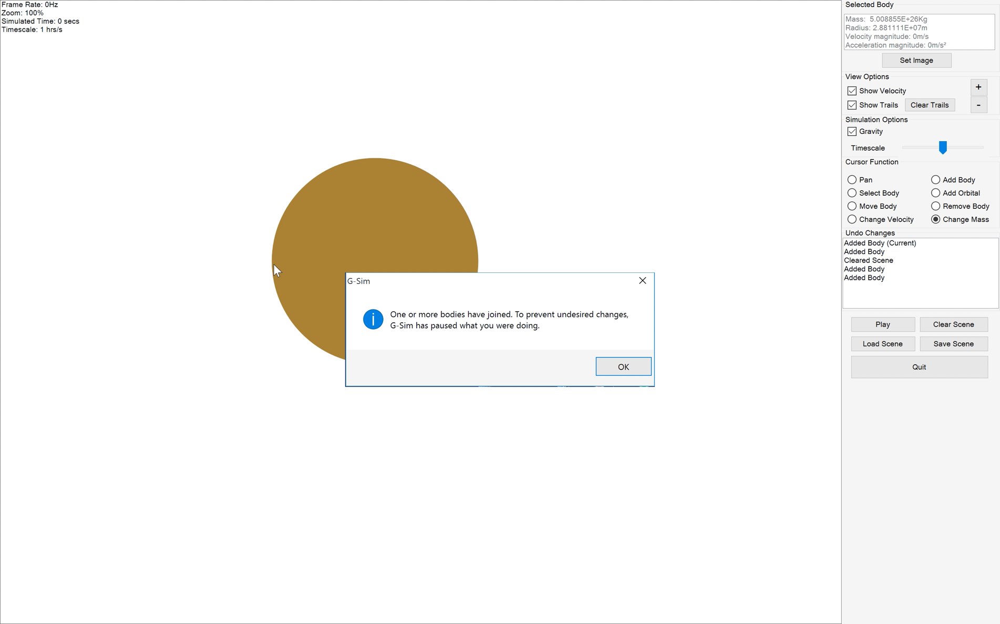 Frame Rate: 0Hz
Zoom: 100%
Simulated Time: 0 secs
Timescale: 1 hrs/s
Selected Body
Mass:  5.008855E+26Kg
Radius: 2.881111E+07m
Velocity magnitude: 0m/s
Acceleration magnitude: 0m/s²
Set Image
View Options
Show Velocity
+
Show Trails
Clear Trails
-
Simulation Options
Gravity
Timescale
Cursor Function
Pan
Add Body
Select Body
Add Orbital
Move Body
Remove Body
Change Velocity
Change Mass
Undo Changes
Added Body (Current)
Added Body
Cleared Scene
Added Body
Added Body
Play
Clear Scene
Load Scene
Save Scene
Quit
G-Sim
One or more bodies have joined. To prevent undesired changes,
G-Sim has paused what you were doing.
OK